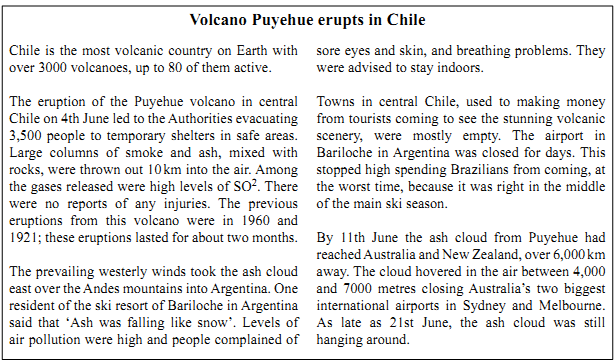 Volcano Puyehue erupts in Chile
Chile is the most volcanic country on Earth with
over 3000 volcanoes, up to 80 of them active.
The eruption of the Puyehue volcano in central
Chile on 4th June led to the Authorities evacuating
3,500 people to temporary shelters in safe areas.
Large columns of smoke and ash, mixed with
rocks, were thrown out 10 km into the air. Among
the gases released were high levels of SO². There
were no reports of any injuries. The previous
eruptions from this volcano were in 1960 and
1921; these eruptions lasted for about two months.
The prevailing westerly winds took the ash cloud
east over the Andes mountains into Argentina. One
resident of the ski resort of Bariloche in Argentina
said that ‘Ash was falling like snow’. Levels of
air pollution were high and people complained of
sore eyes and skin, and breathing problems. They
were advised to stay indoors.
Towns in central Chile, used to making money
from tourists coming to see the stunning volcanic
scenery, were mostly empty. The airport in
Bariloche in Argentina was closed for days. This
stopped high spending Brazilians from coming, at
the worst time, because it was right in the middle
of the main ski season.
By 11th June the ash cloud from Puyehue had
reached Australia and New Zealand, over 6,000 km
away. The cloud hovered in the air between 4,000
and 7000 metres closing Australia’s two biggest
international airports in Sydney and Melbourne.
As late as 21st June, the ash cloud was still
hanging around.